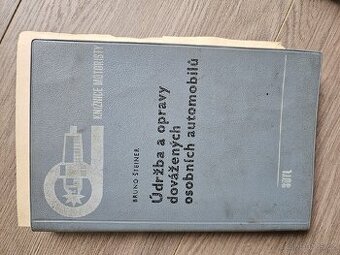 KNIŽNICE MOTORISTY
BRUNO ŠTEINER
Údržba a opravy
dovážených
osobních automobilů
SNTL